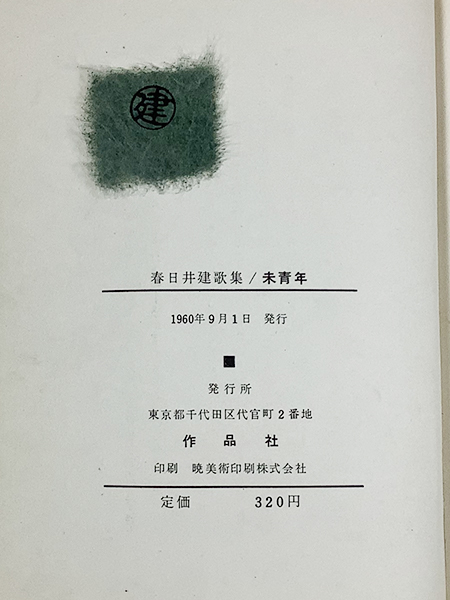 建
春日井建歌集/未青年
1960年9月1日 発行
発行所
東京都千代田区代官町2番地
作品社
印刷 暁美術印刷株式会社
定価 320円